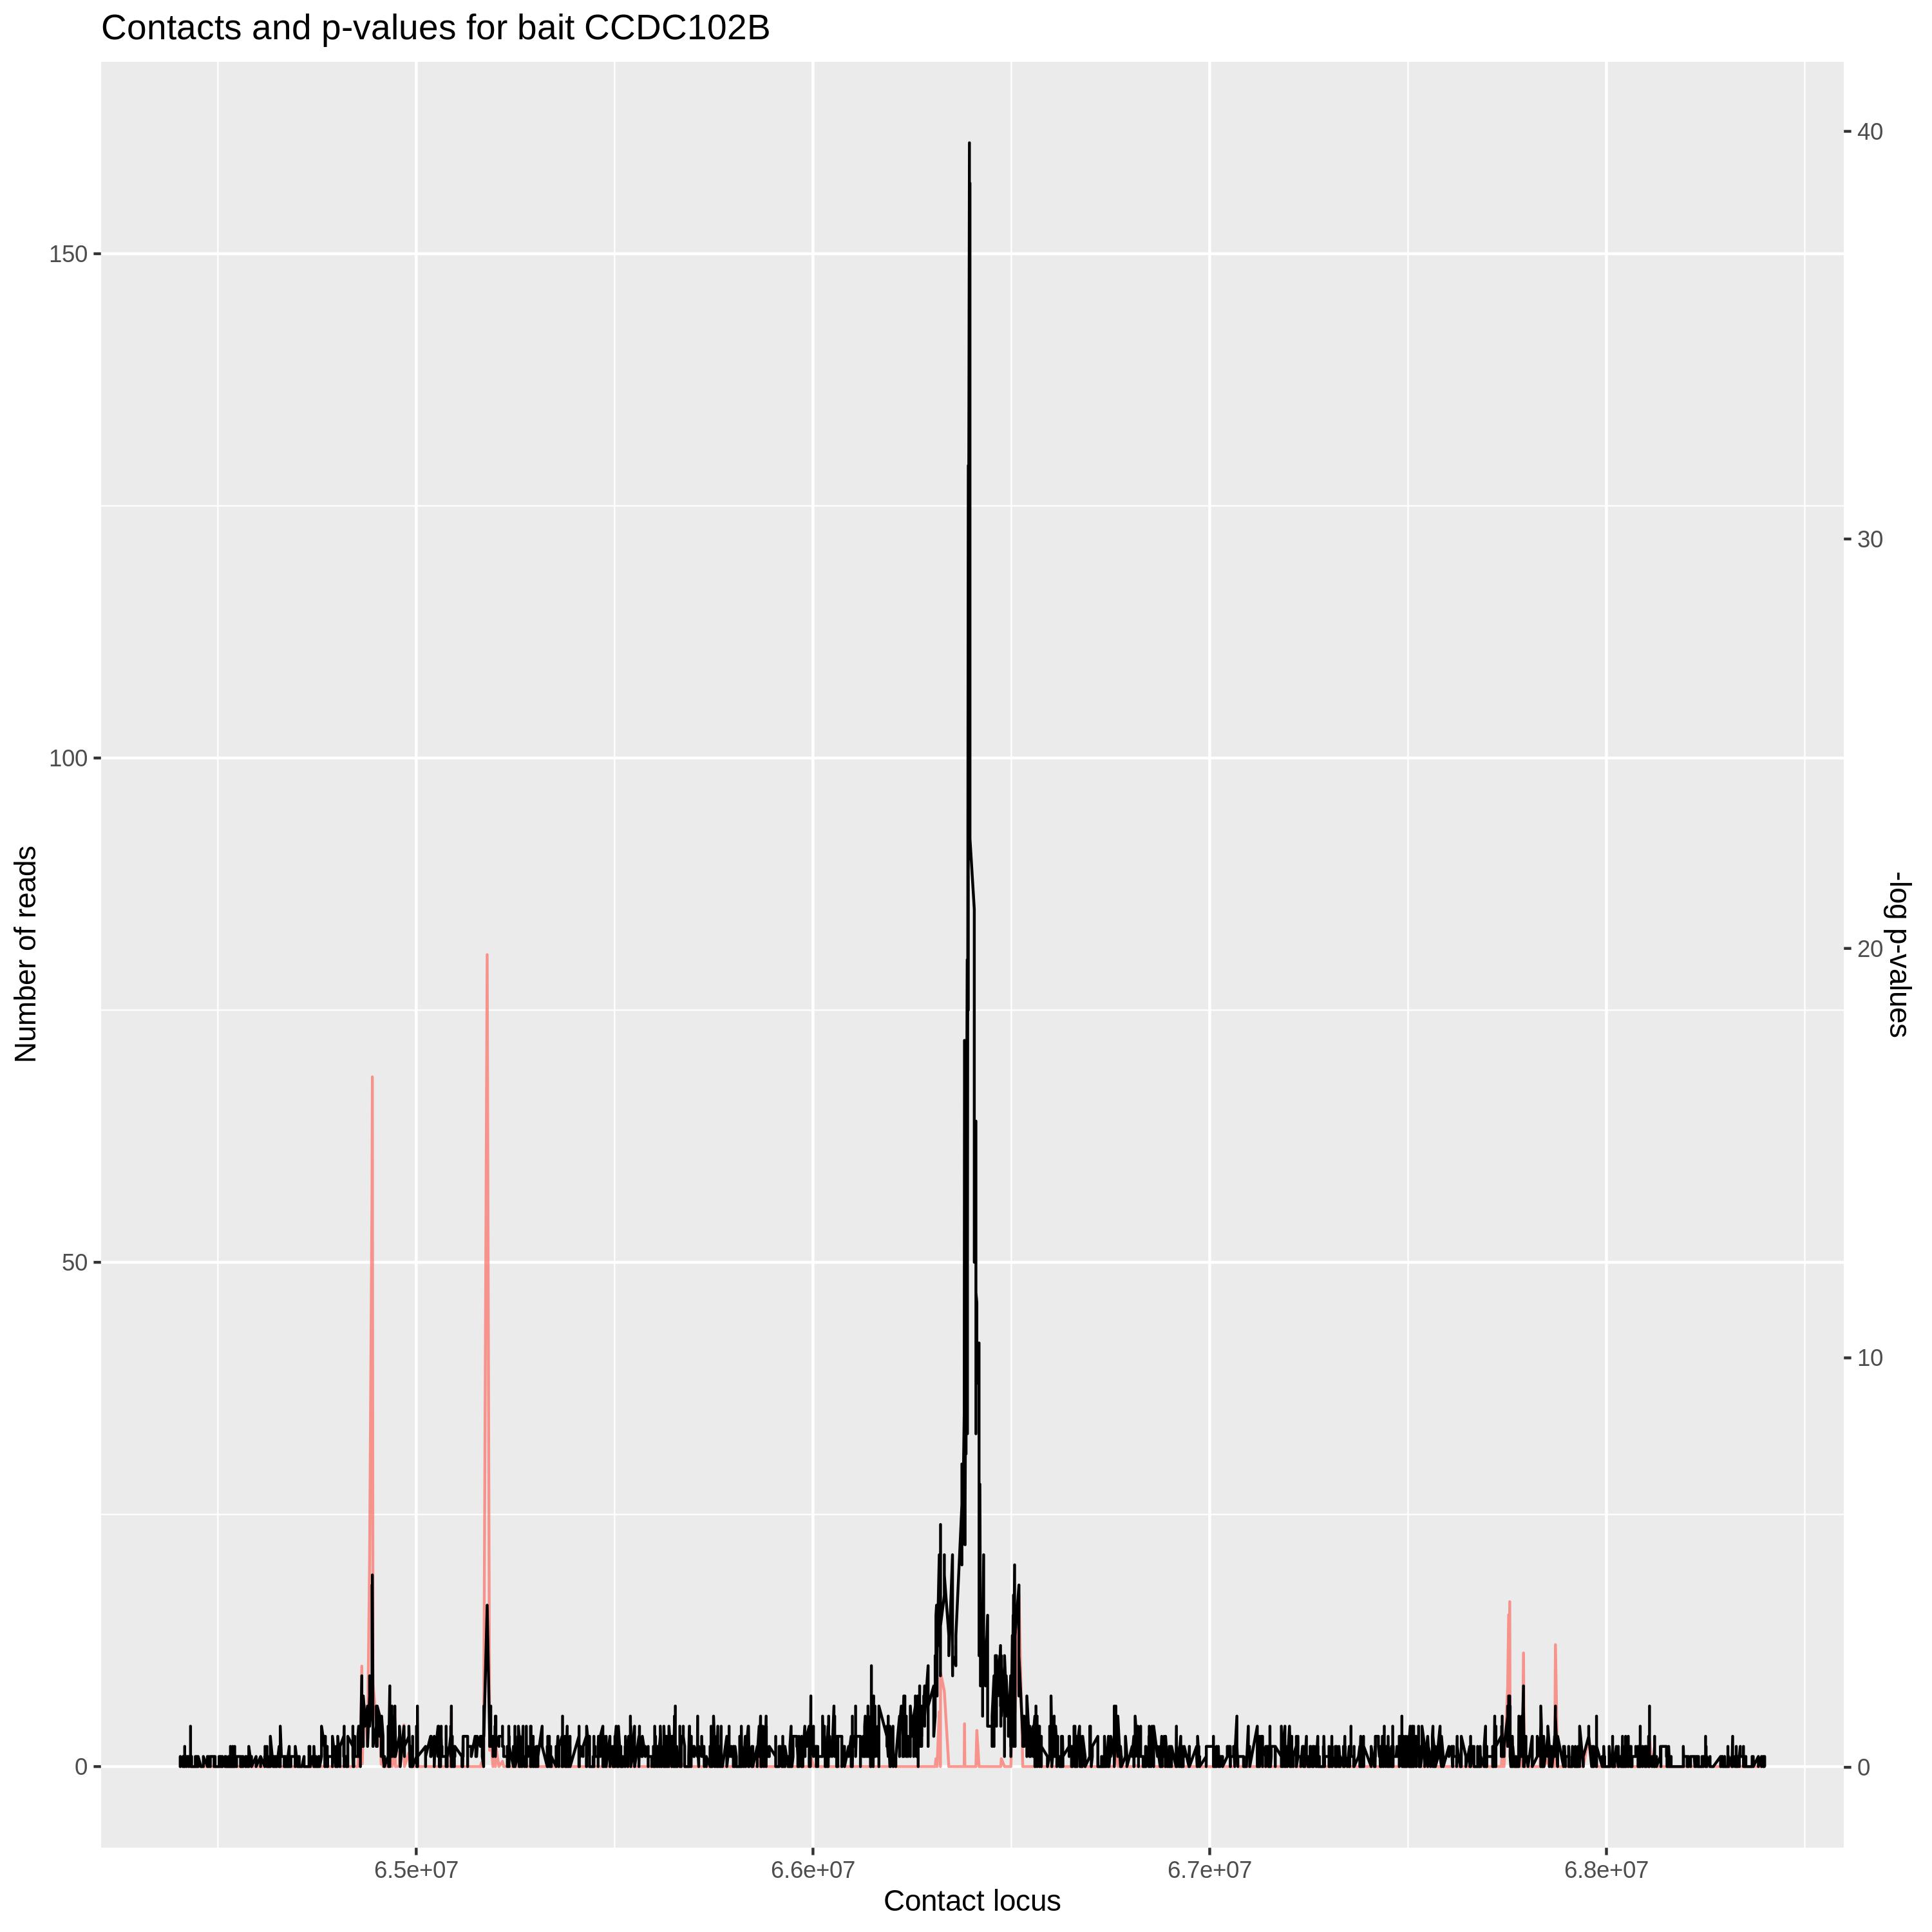 Contacts and p-values for bait CCDC102B
150
100
50
0
Number of reads
40
30
20
10
0
-log p-values
6.5e+07 6.6e+07 6.7e+07 6.8e+07
Contact locus